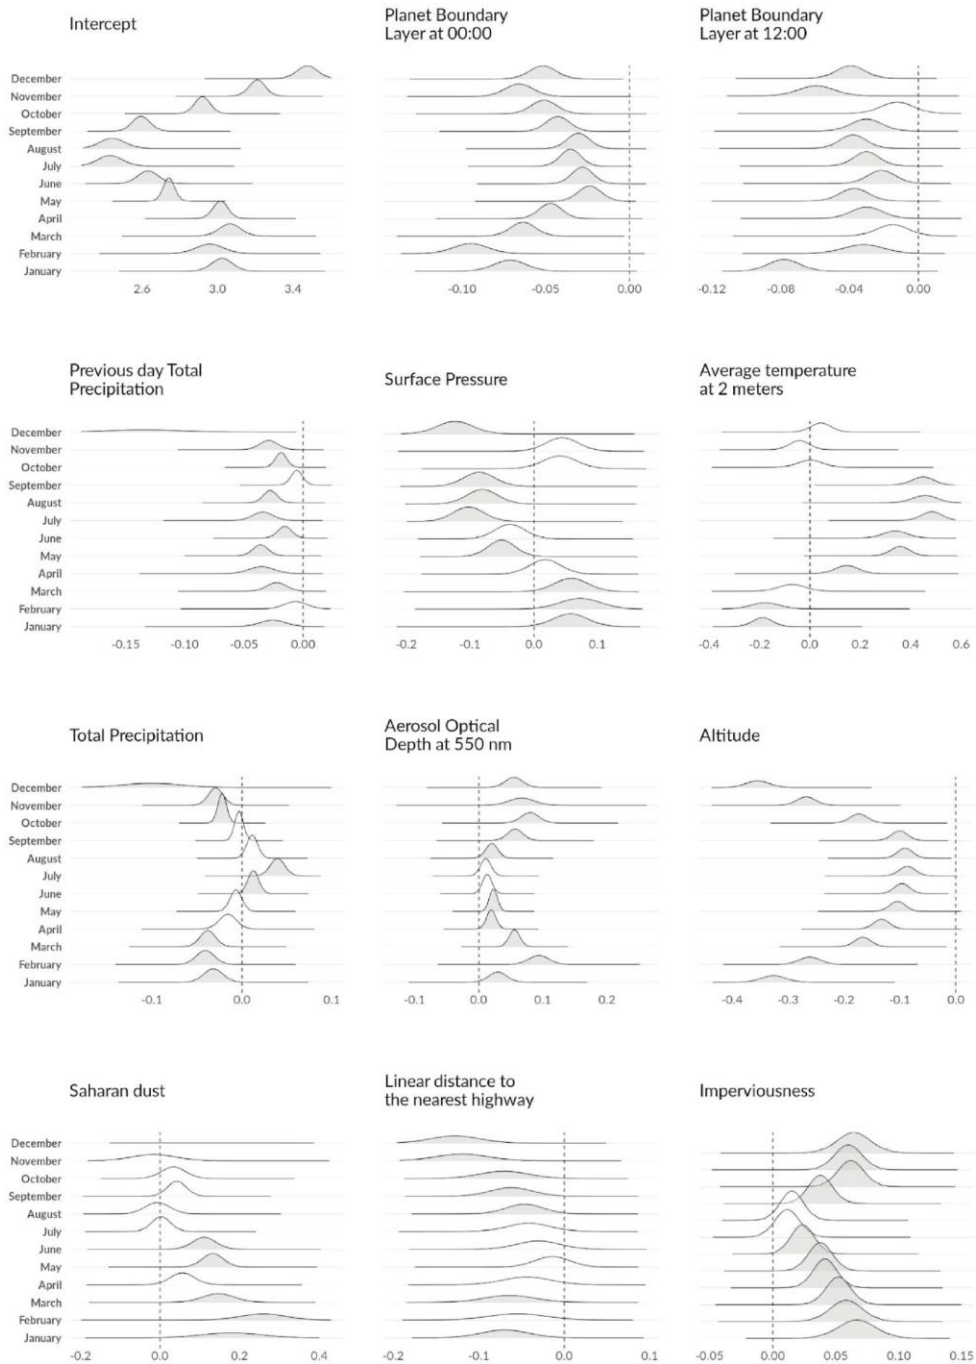 Intercept
Planet Boundary
Layer at 00:00
Planet Boundary
Layer at 12:00
December
November
October
September
August
July
June
May
April
March
February
January
2.6 3.0 3.4
-0.10 -0.05 0.00
-0.12 -0.08 -0.04 0.00
Previous day Total
Precipitation
Surface Pressure
Average temperature
at 2 meters
December
November
October
September
August
July
June
May
April
March
February
January
-0.15 -0.10 -0.05 0.00
-0.2 -0.1 0.0 0.1
-0.4 -0.2 0.0 0.2 0.4 0.6
Total Precipitation
Aerosol Optical
Depth at 550 nm
Altitude
December
November
October
September
August
July
June
May
April
March
February
January
-0.1 0.0 0.1
-0.1 0.0 0.1 0.2
-0.4 -0.3 -0.2 -0.1 0.0
Saharan dust
Linear distance to
the nearest highway
Imperviousness
December
November
October
September
August
July
June
May
April
March
February
January
-0.2 0.0 0.2 0.4
-0.2 -0.1 0.0 0.1
-0.05 0.00 0.05 0.10 0.15